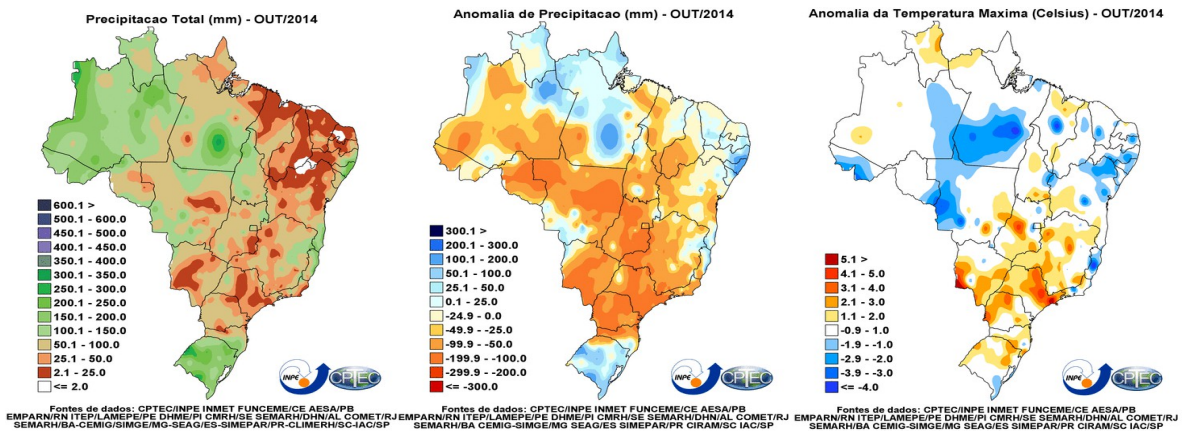 Precipitacao Total (mm) - OUT/2014
600.1 >
500.1 - 600.0
450.1 - 500.0
400.1 - 450.0
350.1 - 400.0
300.1 - 350.0
250.1 - 300.0
200.1 - 250.0
150.1 - 200.0
100.1 - 150.0
50.1 - 100.0
25.1 - 50.0
2.1 - 25.0
<= 2.0
INPE
CPTEC
Fontes de dados: CPTEC/INPE INMET FUNCEME/CE AESA/PB
EMPARN/RN ITEP/LAMEPE/PE DHME/PI CMRH/SE SEMARH/DHN/AL COMET/RJ
SEMARH/BA-CEMIG/SIMGE/MG-SEAG/ES-SIMEPAR/PR-CLIMERH/SC-IAC/SP
Anomalia de Precipitacao (mm) - OUT/2014
300.1 >
200.1 - 300.0
100.1 - 200.0
50.1 - 100.0
25.1 - 50.0
0.1 - 25.0
-24.9 - 0.0
-49.9 - -25.0
-99.9 - -50.0
-199.9 - -100.0
-299.9 - -200.0
<= -300.0
INPE
CPTEC
Fontes de dados: CPTEC/INPE INMET FUNCEME/CE AESA/PB
EMPARN/RN ITEP/LAMEPE/PE DHME/PI CMRH/SE SEMARH/DHN/AL COMET/RJ
SEMARH/BA CEMIG-SIMGE/MG SEAG/ES SIMEPAR/PR CIRAM/SC IAC/SP
Anomalia da Temperatura Maxima (Celsius) - OUT/2014
5.1 >
4.1 - 5.0
3.1 - 4.0
2.1 - 3.0
1.1 - 2.0
-0.9 - 1.0
-1.9 - -1.0
-2.9 - -2.0
-3.9 - -3.0
<= -4.0
INPE
CPTEC
Fontes de dados: CPTEC/INPE INMET FUNCEME/CE AESA/PB
EMPARN/RN ITEP/LAMEPE/PE DHME/PI CMRH/SE SEMARH/DHN/AL COMET/RJ
SEMARH/BA CEMIG/SIMGE/MG SEAG/ES SIMEPAR/PR CIRAM/SC IAC/SP